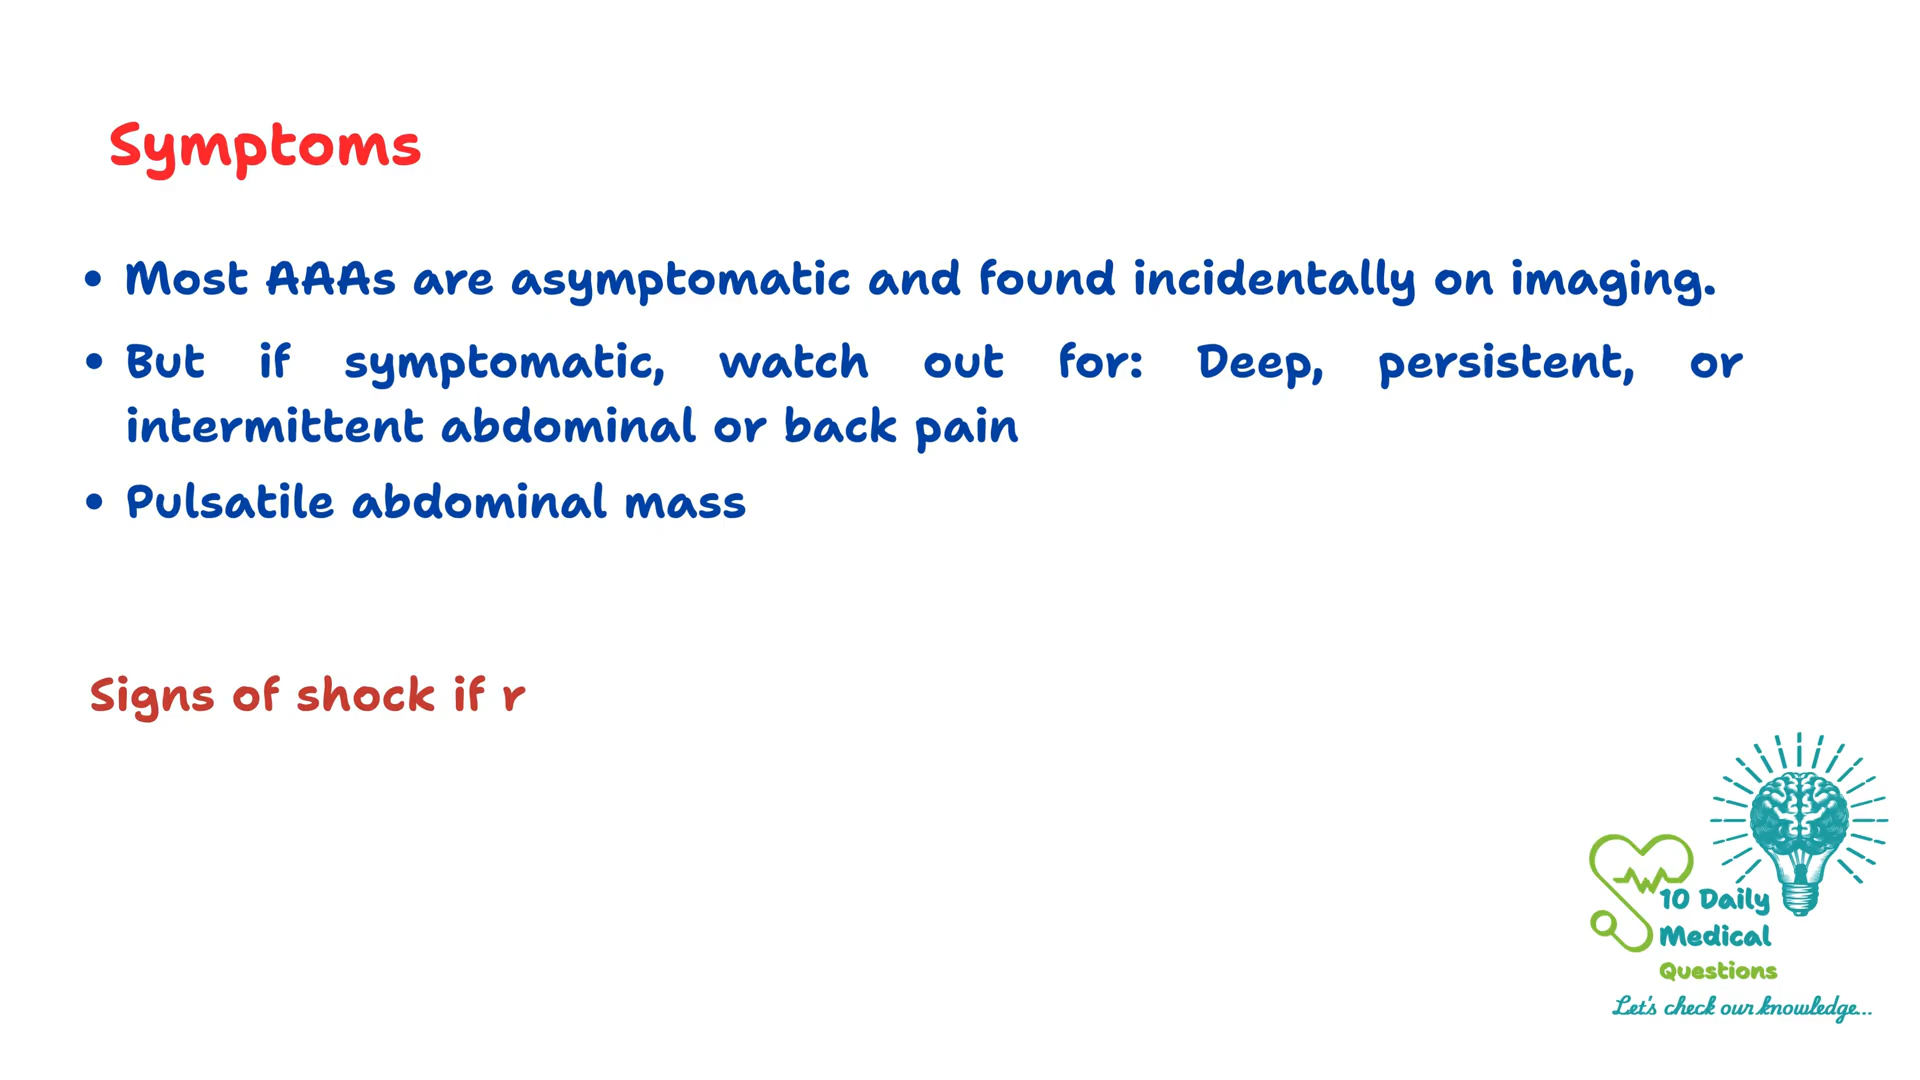 Symptoms
• Most AAAs are asymptomatic and found incidentally on imaging.
• But if symptomatic, watch out for: Deep, persistent, or
intermittent abdominal or back pain
• Pulsatile abdominal mass
Signs of shock if r
10 Daily
Medical
Questions
Let's check our knowledge...